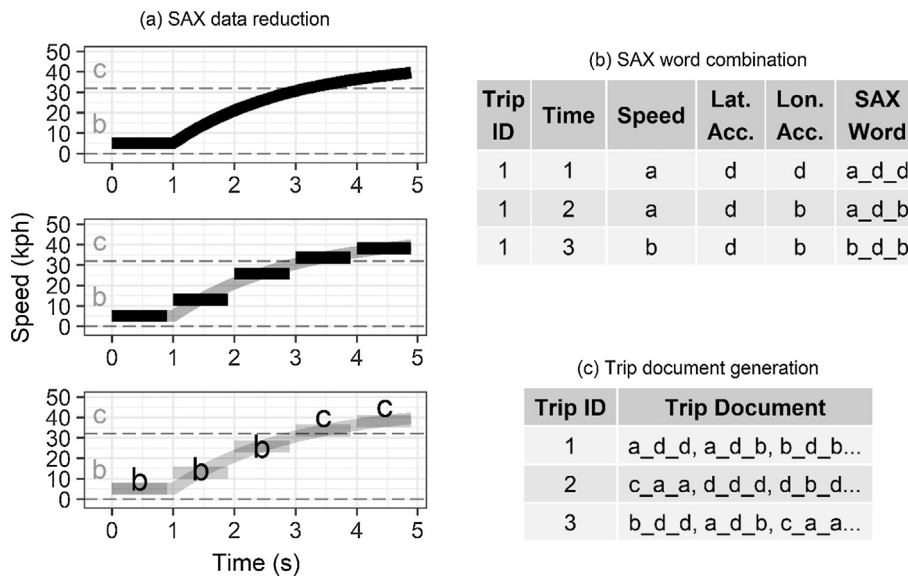 (a) SAX data reduction
50
40
30
20
10
0
c
b
0 1 2 3 4 5
50
40
30
20
10
0
c
b
0 1 2 3 4 5
50
40
30
20
10
0
c
b
b b b c c
0 1 2 3 4 5
Speed (kph)
Time (s)
(b) SAX word combination
Trip ID Time Speed Lat. Acc. Lon. Acc. SAX Word
1 1 a d d a_d_d
1 2 a d b a_d_b
1 3 b d b b_d_b
(c) Trip document generation
Trip ID Trip Document
1 a_d_d, a_d_b, b_d_b...
2 c_a_a, d_d_d, d_b_d...
3 b_d_d, a_d_b, c_a_a...